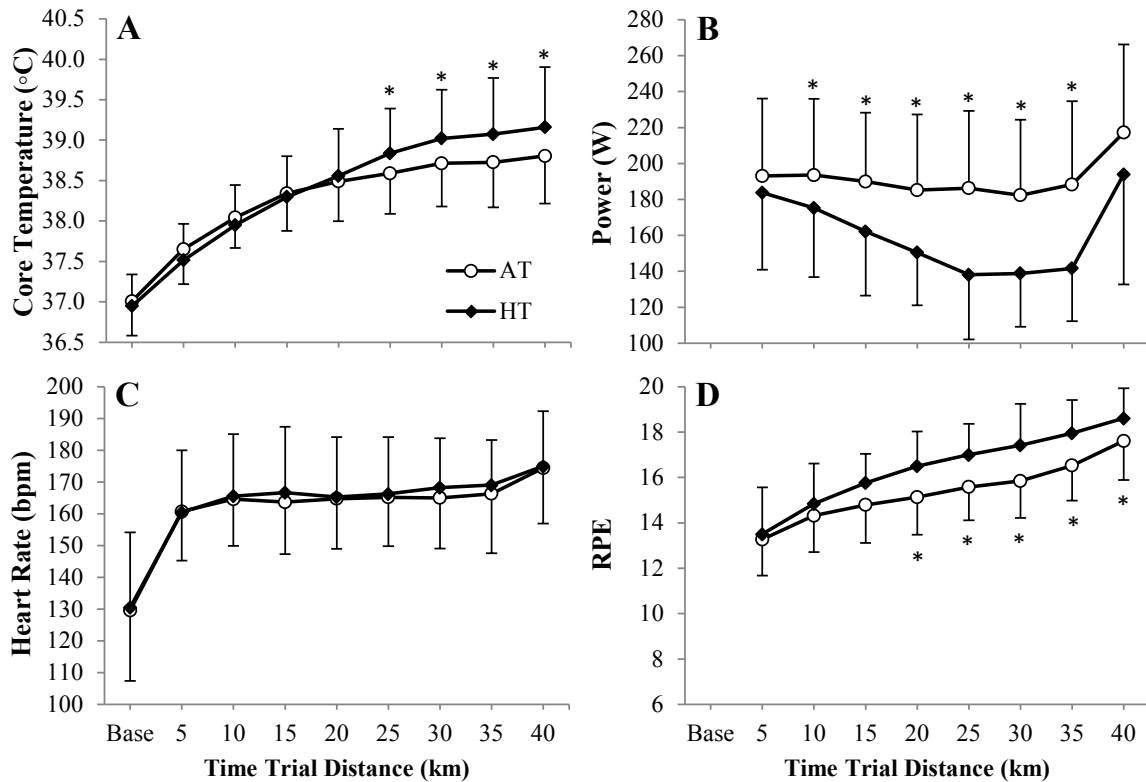 A
Core Temperature (°C)
40.5
40.0
39.5
39.0
38.5
38.0
37.5
37.0
36.5
* * * *
AT
HT
B
Power (W)
280
260
240
220
200
180
160
140
120
100
* * * * * *
C
Heart Rate (bpm)
200
190
180
170
160
150
140
130
120
110
100
Base 5 10 15 20 25 30 35 40
Time Trial Distance (km)
D
RPE
20
18
16
14
12
10
8
6
* * * * *
Base 5 10 15 20 25 30 35 40
Time Trial Distance (km)